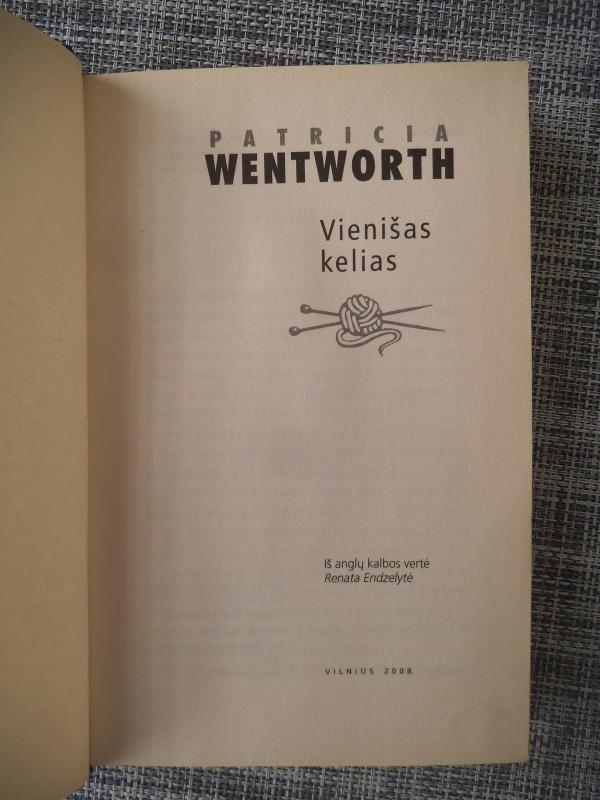 PATRICIA
WENTWORTH
Vienišas
kelias
Iš anglų kalbos vertė
Renata Endzelytė
VILNIUS 2008